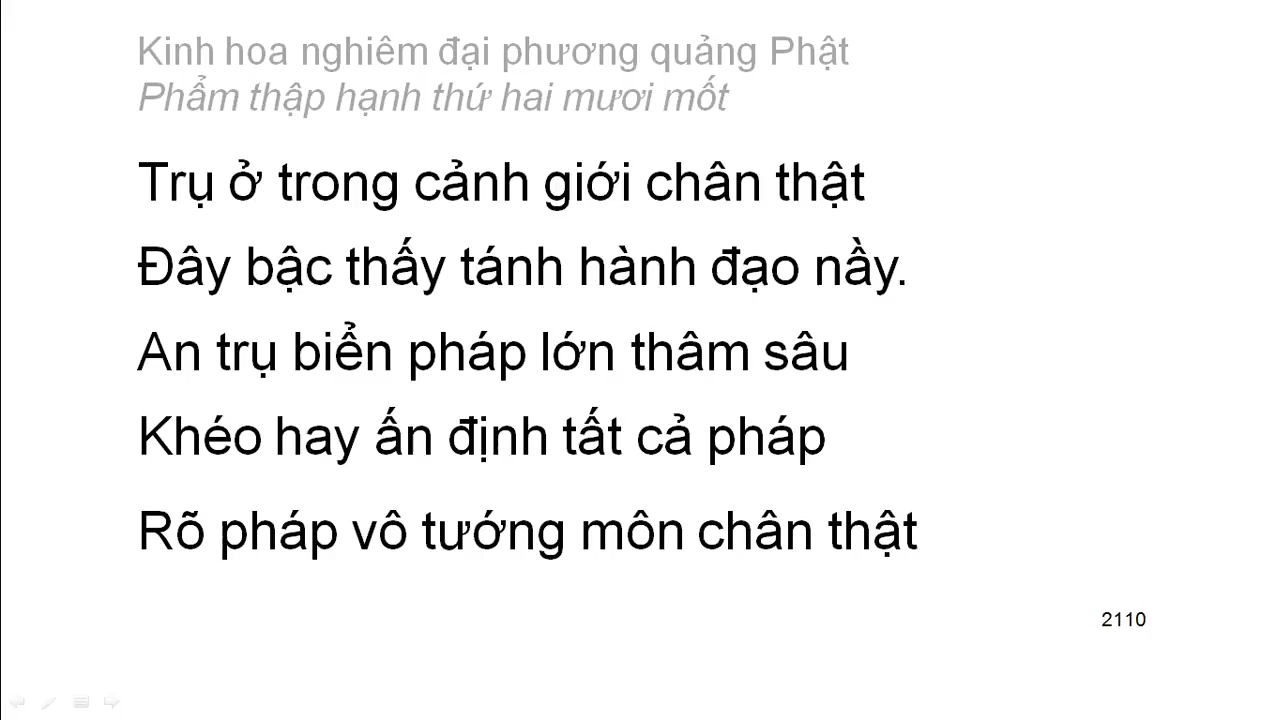 Kinh hoa nghiêm đại phương quảng Phật
Phẩm thập hạnh thứ hai mươi mốt
Trụ ở trong cảnh giới chân thật
Đây bậc thấy tánh hành đạo nầy.
An trụ biển pháp lớn thâm sâu
Khéo hay ấn định tất cả pháp
Rõ pháp vô tướng môn chân thật
2110